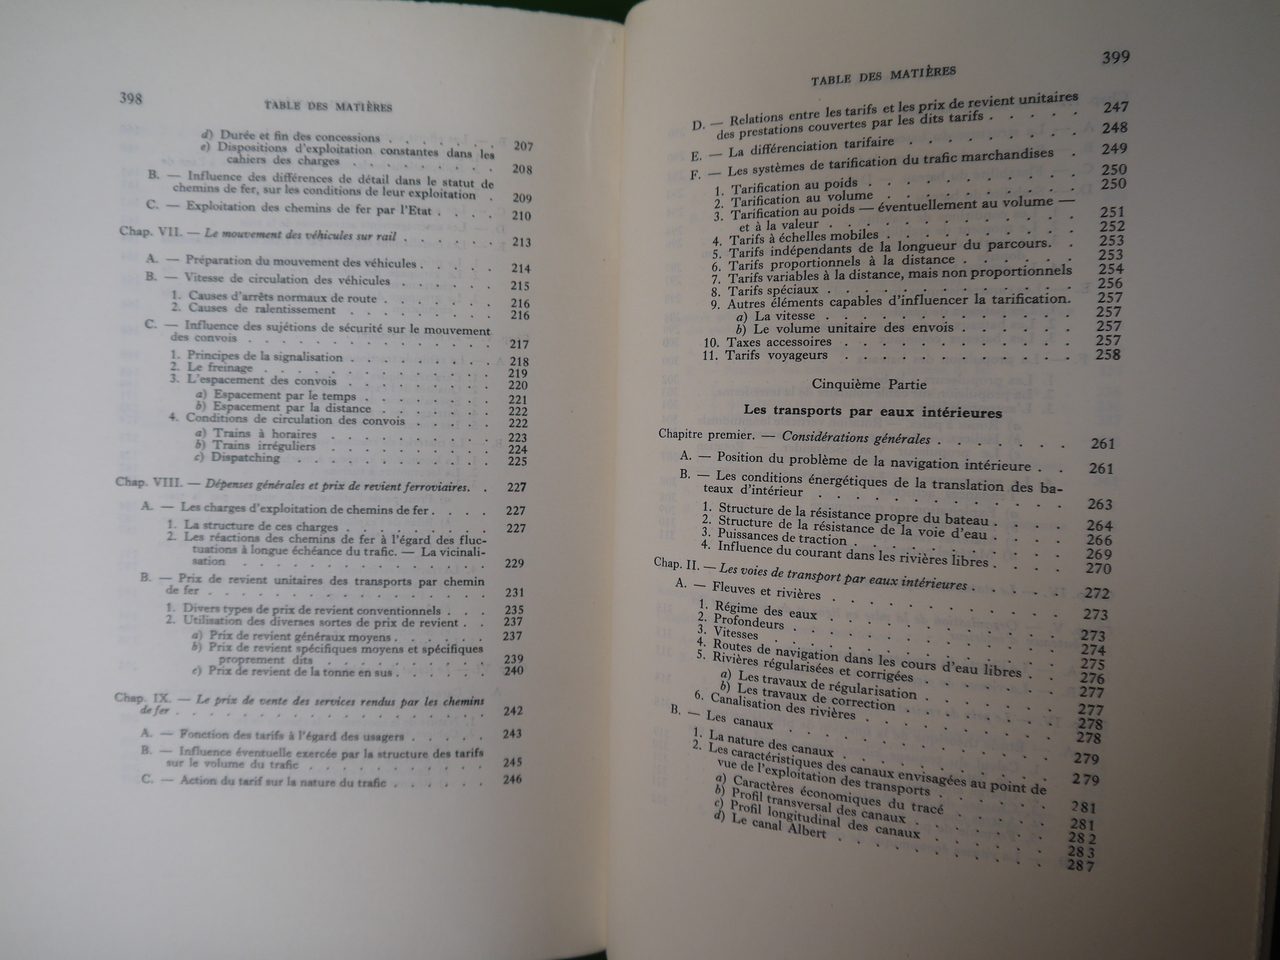 398
TABLE DES MATIÈRES
d) Durée et fin des concessions . . . . . 207
e) Dispositions d'exploitation constantes dans les
cahiers des charges . . . . . . . 208
B. — Influence des différences de détail dans le statut de
chemins de fer, sur les conditions de leur exploitation . 209
C. — Exploitation des chemins de fer par l'Etat . . . . 210
Chap. VII. — Le mouvement des véhicules sur rail . . . . . 213
A. — Préparation du mouvement des véhicules . . . . . 214
B. — Vitesse de circulation des véhicules . . . . . . 215
1. Causes d'arrêts normaux de route . . . . . . 216
2. Causes de ralentissement . . . . . . . . 216
C. — Influence des sujétions de sécurité sur le mouvement
des convois . . . . . . . . . . . . 217
1. Principes de la signalisation . . . . . . . 218
2. Le freinage . . . . . . . . . . . 219
3. L'espacement des convois . . . . . . . . 220
a) Espacement par le temps . . . . . . . 221
b) Espacement par la distance . . . . . . 222
4. Conditions de circulation des convois . . . . . 222
a) Trains à horaires . . . . . . . . . 223
b) Trains irréguliers . . . . . . . . . 224
c) Dispatching . . . . . . . . . . 225
Chap. VIII. — Dépenses générales et prix de revient ferroviaires. . 227
A. — Les charges d'exploitation de chemins de fer . . . . 227
1. La structure de ces charges . . . . . . . . 227
2. Les réactions des chemins de fer à l'égard des fluc-
tuations à longue échéance du trafic. — La vicinali-
sation . . . . . . . . . . . . . 229
B. — Prix de revient unitaires des transports par chemin
de fer . . . . . . . . . . . . . . . 231
1. Divers types de prix de revient conventionnels . . . 235
2. Utilisation des diverses sortes de prix de revient . . 237
a) Prix de revient généraux moyens . . . . . . 237
b) Prix de revient spécifiques moyens et spécifiques
proprement dits . . . . . . . . . 239
c) Prix de revient de la tonne en sus . . . . . . 240
Chap. IX. — Le prix de vente des services rendus par les chemins
de fer . . . . . . . . . . . . . . . 242
A. — Fonction des tarifs à l'égard des usagers . . . . . 243
B. — Influence éventuelle exercée par la structure des tarifs
sur le volume du trafic . . . . . . . . . . 245
C. — Action du tarif sur la nature du trafic . . . . . . 246
399
TABLE DES MATIÈRES
D. — Relations entre les tarifs et les prix de revient unitaires
des prestations couvertes par les dits tarifs . . . . . 247
E. — La différenciation tarifaire . . . . . . . . 248
F. — Les systèmes de tarification du trafic marchandises . 249
1. Tarification au poids . . . . . . . . . . 250
2. Tarification au volume . . . . . . . . . 250
3. Tarification au poids — éventuellement au volume —
et à la valeur . . . . . . . . . . . . 251
4. Tarifs à échelles mobiles . . . . . . . . . 252
5. Tarifs indépendants de la longueur du parcours. . 253
6. Tarifs proportionnels à la distance . . . . . . 253
7. Tarifs variables à la distance, mais non proportionnels 254
8. Tarifs spéciaux . . . . . . . . . . . . 256
9. Autres éléments capables d'influencer la tarification. 257
a) La vitesse . . . . . . . . . . . . 257
b) Le volume unitaire des envois . . . . . . 257
10. Taxes accessoires . . . . . . . . . . . 257
11. Tarifs voyageurs . . . . . . . . . . . 258
Cinquième Partie
Les transports par eaux intérieures
Chapitre premier. — Considérations générales . . . . . . . 261
A. — Position du problème de la navigation intérieure . . 261
B. — Les conditions énergétiques de la translation des ba-
teaux d'intérieur . . . . . . . . . . . 263
1. Structure de la résistance propre du bateau . . . . 264
2. Structure de la résistance de la voie d'eau . . . . 266
3. Puissances de traction . . . . . . . . . . 269
4. Influence du courant dans les rivières libres . . . . 270
Chap. II. — Les voies de transport par eaux intérieures . . . . . 272
A. — Fleuves et rivières . . . . . . . . . . . 273
1. Régime des eaux . . . . . . . . . . . 273
2. Profondeurs . . . . . . . . . . . . 274
3. Vitesses . . . . . . . . . . . . . 275
4. Routes de navigation dans les cours d'eau libres . . 276
5. Rivières régularisées et corrigées . . . . . . 277
a) Les travaux de régularisation . . . . . . 277
b) Les travaux de correction . . . . . . . 278
6. Canalisation des rivières . . . . . . . . . 278
B. — Les canaux . . . . . . . . . . . . . 279
1. La nature des canaux . . . . . . . . . . 279
2. Les caractéristiques des canaux envisagées au point de
vue de l'exploitation des transports . . . . . . 281
a) Caractères économiques du tracé . . . . . 281
b) Profil transversal des canaux . . . . . . 282
c) Profil longitudinal des canaux . . . . . . 283
d) Le canal Albert . . . . . . . . . . 287